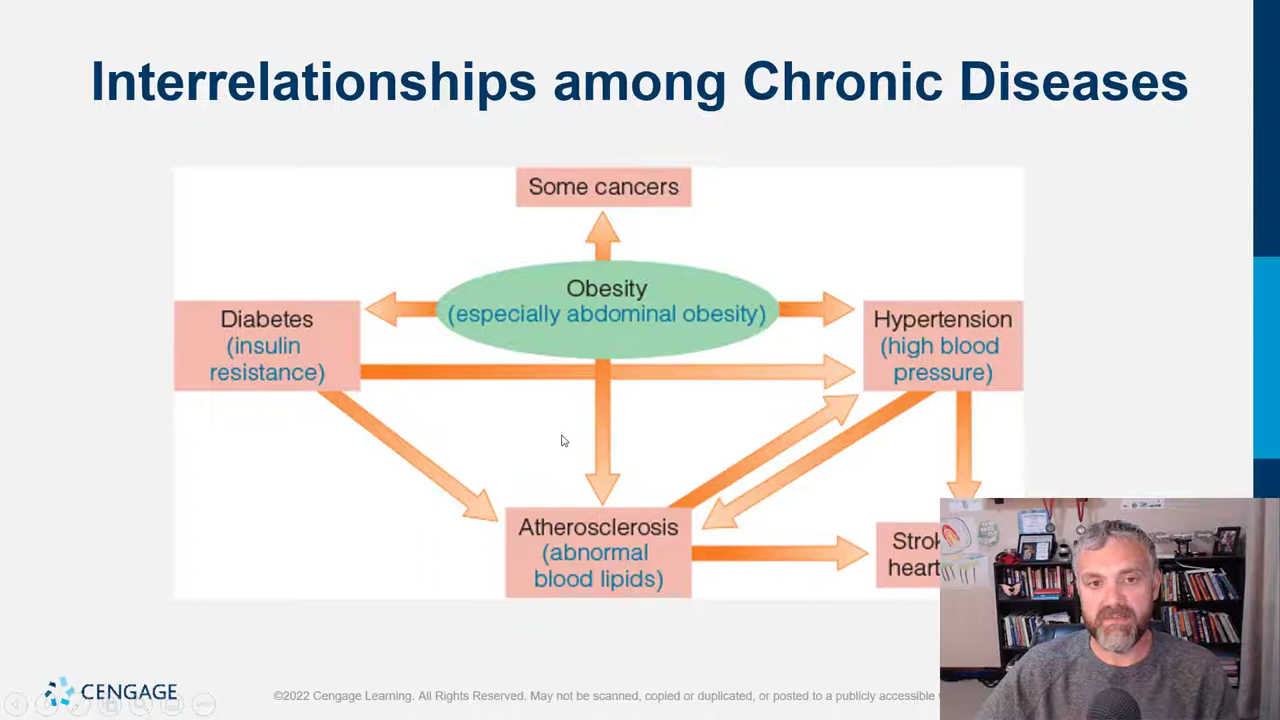 Interrelationships among Chronic Diseases
Some cancers
Obesity
(especially abdominal obesity)
Diabetes
(insulin
resistance)
Hypertension
(high blood
pressure)
Atherosclerosis
(abnormal
blood lipids)
heart
CENGAGE
©2022 Cengage Learning. All Rights Reserved. May not be scanned, copied or duplicated, or posted to a publicly accessible